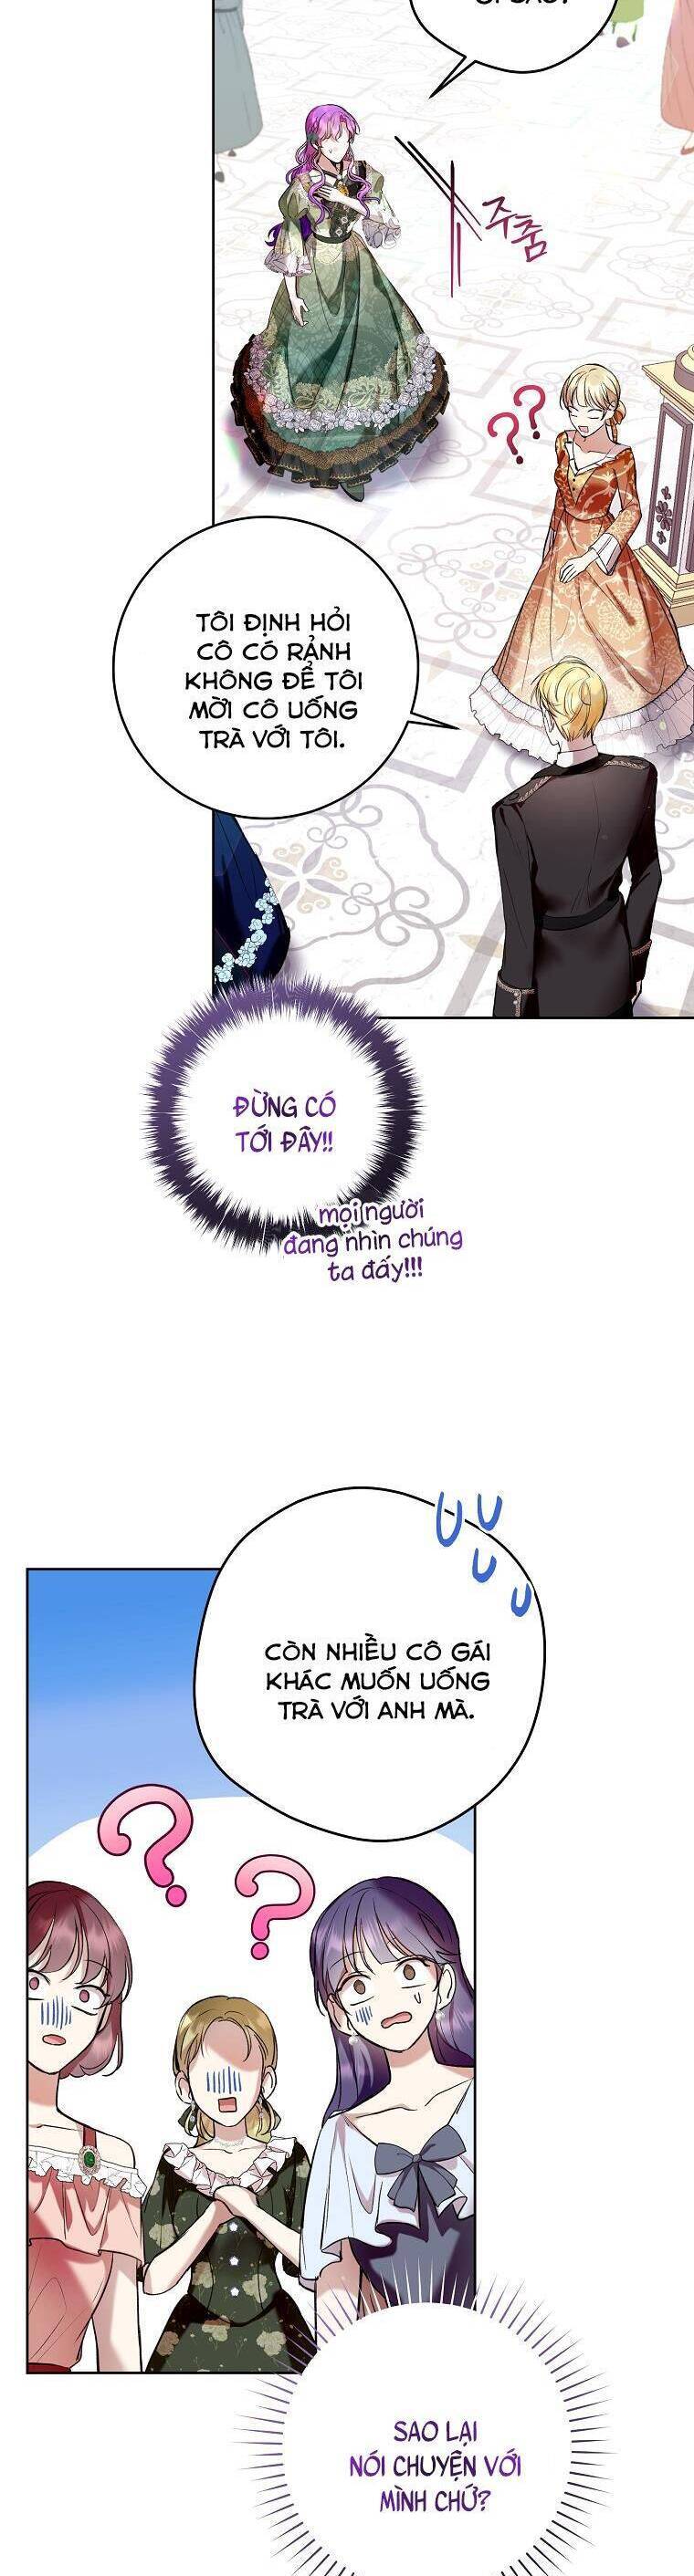 주춤
??
TÔI ĐỊNH HỎI
CÔ CÓ RẢNH
KHÔNG ĐỂ TÔI
MỜI CÔ UỐNG
TRÀ VỚI TÔI.
ĐỪNG CÓ
TỚI ĐÂY!!
mọi người
đang nhìn chúng
ta đấy!!!
CÒN NHIỀU CÔ GÁI
KHÁC MUỐN UỐNG
TRÀ VỚI ANH MÀ.
??
SAO LẠI
NÓI CHUYỆN VỚI
MÌNH CHỨ?